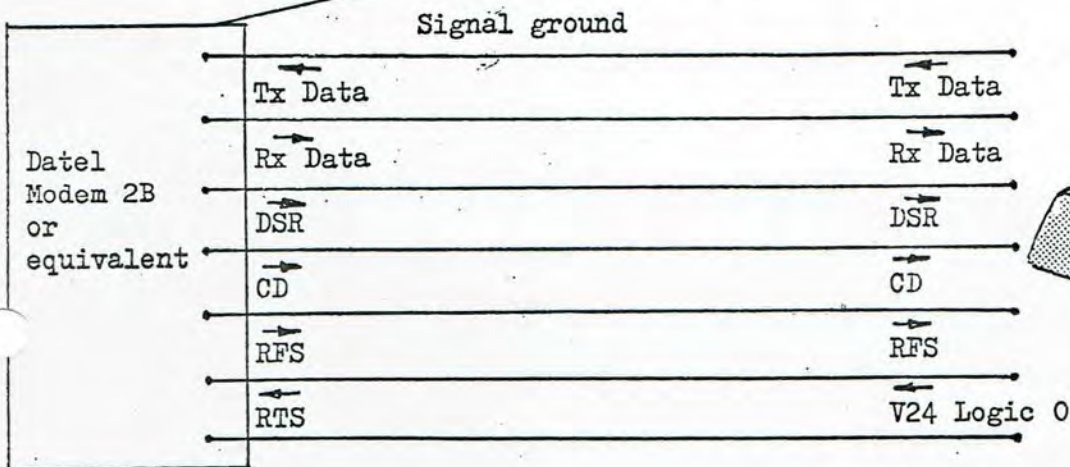 Signal ground
Tx Data Tx Data
Rx Data Rx Data
Datel
Modem 2B
or
equivalent
DSR DSR
CD CD
RFS RFS
RTS V24 Logic 0